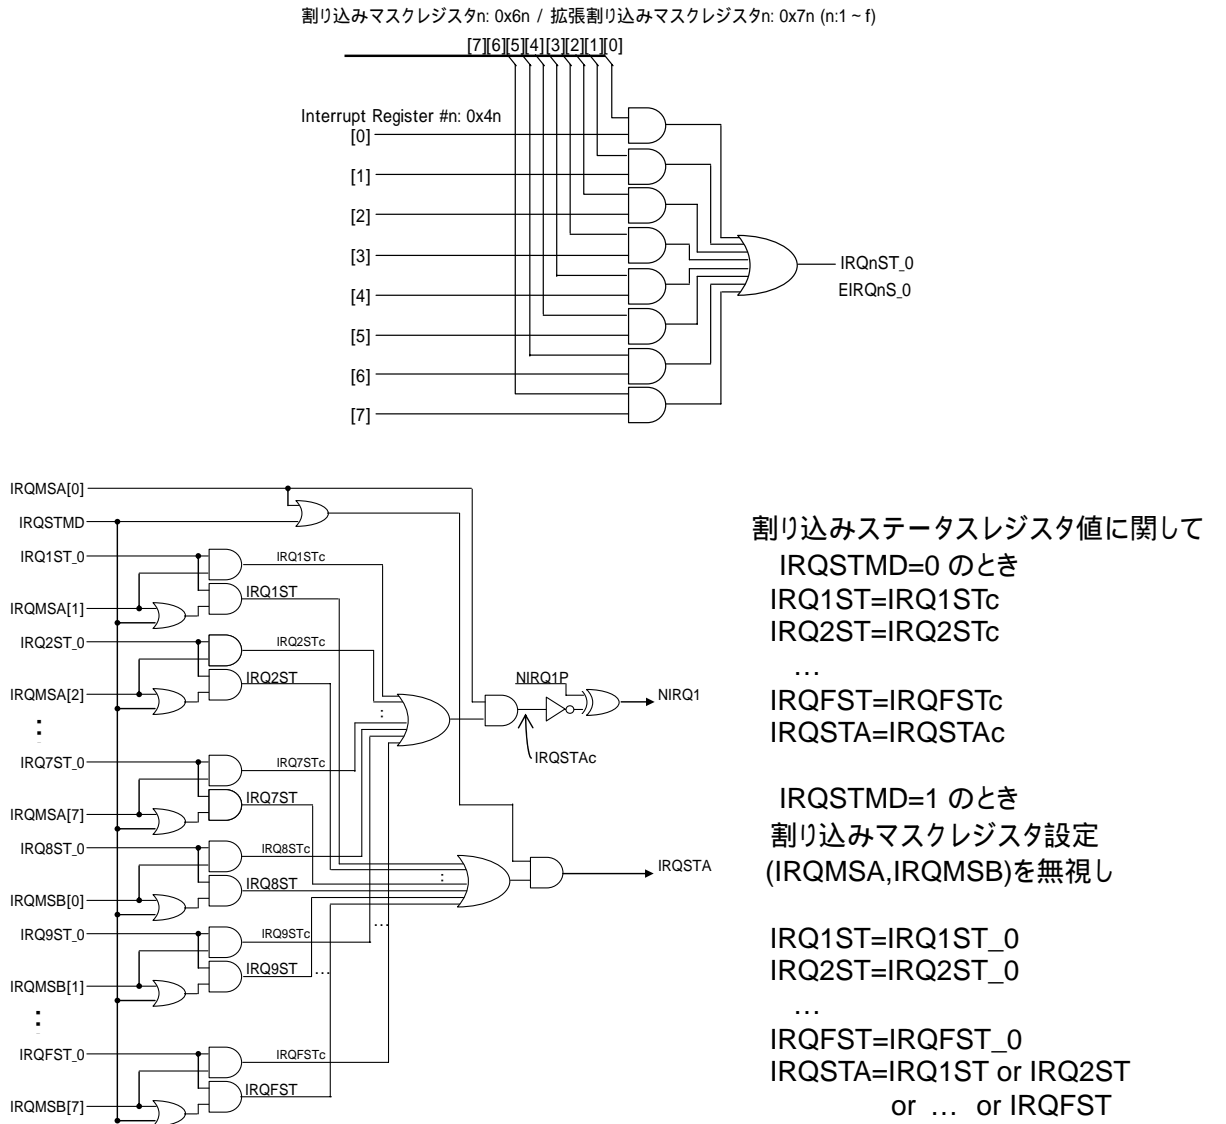 割り込みマスクレジスタn: 0x6n / 拡張割り込みマスクレジスタn: 0x7n (n:1 ~ f)
[7][6][5][4][3][2][1][0]
Interrupt Register #n: 0x4n
[0]
[1]
[2]
[3]
[4]
[5]
[6]
[7]
IRQnST_0
EIRQnS_0
IRQMSA[0]
IRQSTMD
IRQ1ST_0
IRQ1STc
IRQ1ST
IRQMSA[1]
IRQ2ST_0
IRQ2STc
IRQ2ST
IRQMSA[2]
:
IRQ7ST_0
IRQ7STc
IRQ7ST
IRQMSA[7]
IRQ8ST_0
IRQ8STc
IRQ8ST
IRQMSB[0]
IRQ9ST_0
IRQ9STc
IRQ9ST
IRQMSB[1]
:
IRQFST_0
IRQFSTc
IRQFST
IRQMSB[7]
:
:
…
…
NIRQ1P
NIRQ1
IRQSTAc
IRQSTA
割り込みステータスレジスタ値に関して
IRQSTMD=0 のとき
IRQ1ST=IRQ1STc
IRQ2ST=IRQ2STc
…
IRQFST=IRQFSTc
IRQSTA=IRQSTAc
IRQSTMD=1 のとき
割り込みマスクレジスタ設定
(IRQMSA,IRQMSB)を無視し
IRQ1ST=IRQ1ST_0
IRQ2ST=IRQ2ST_0
…
IRQFST=IRQFST_0
IRQSTA=IRQ1ST or IRQ2ST
or … or IRQFST